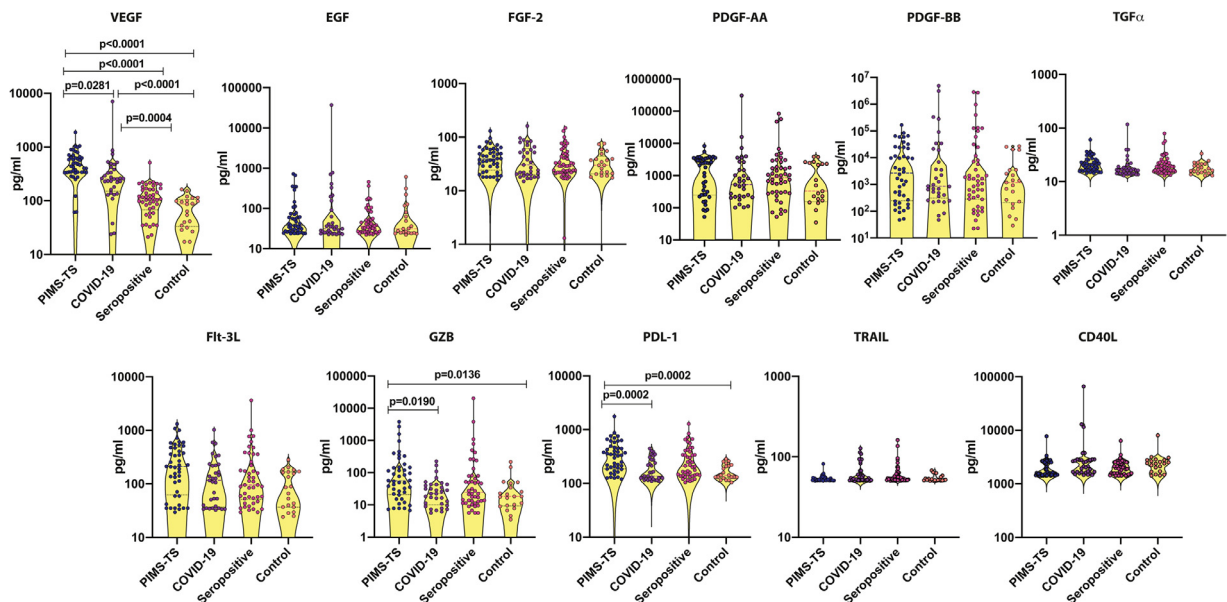 VEGF
EGF
FGF-2
PDGF-AA
PDGF-BB
TGFα
p<0.0001
p<0.0001
p=0.0281
p<0.0001
p=0.0004
pg/ml
10000
1000
100
10
PIMS-TS
COVID-19
Seropositive
Control
pg/ml
100000
10000
1000
100
10
PIMS-TS
COVID-19
Seropositive
Control
pg/ml
1000
100
10
1
PIMS-TS
COVID-19
Seropositive
Control
pg/ml
1000000
100000
10000
1000
100
10
PIMS-TS
COVID-19
Seropositive
Control
pg/ml
10⁷
10⁶
10⁵
10⁴
10³
10²
10¹
PIMS-TS
COVID-19
Seropositive
Control
pg/ml
1000
100
10
1
PIMS-TS
COVID-19
Seropositive
Control
Flt-3L
GZB
PDL-1
TRAIL
CD40L
pg/ml
10000
1000
100
10
PIMS-TS
COVID-19
Seropositive
Control
p=0.0136
p=0.0190
pg/ml
100000
10000
1000
100
10
1
PIMS-TS
COVID-19
Seropositive
Control
p=0.0002
p=0.0002
pg/ml
10000
1000
100
10
PIMS-TS
COVID-19
Seropositive
Control
pg/ml
1000
100
10
PIMS-TS
COVID-19
Seropositive
Control
pg/ml
100000
10000
1000
100
PIMS-TS
COVID-19
Seropositive
Control